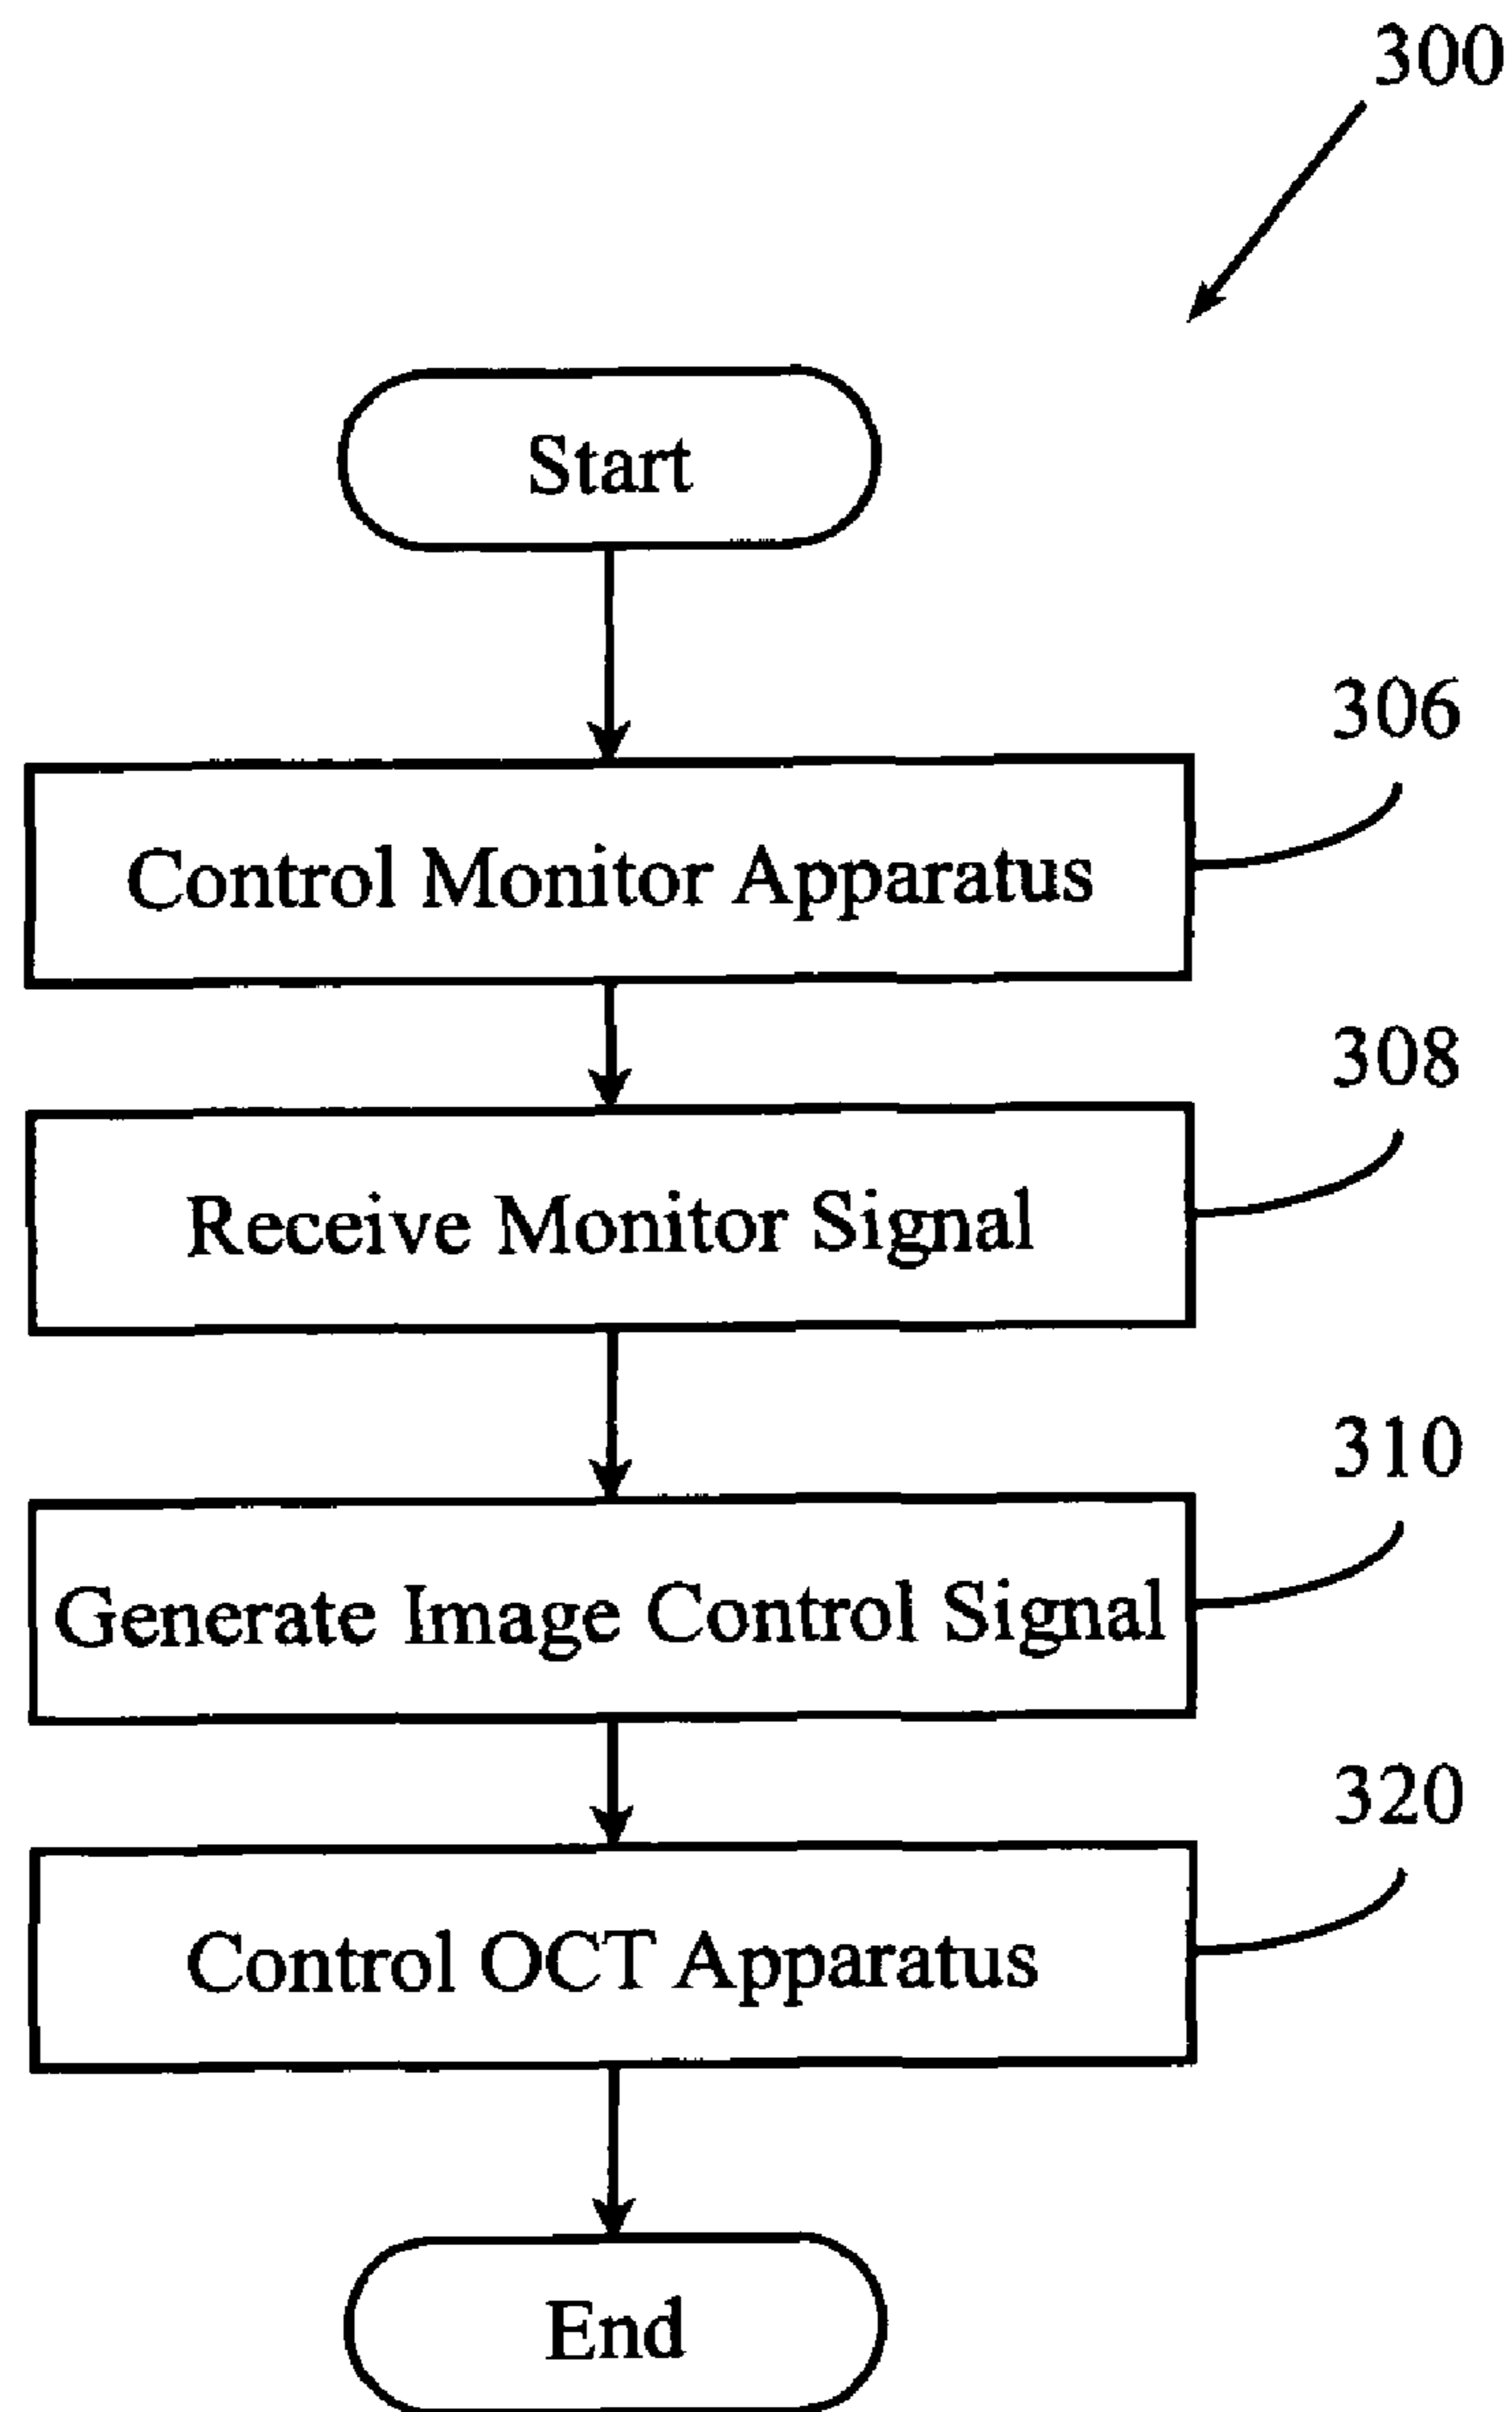 300
Start
306
Control Monitor Apparatus
308
Receive Monitor Signal
310
Generate Image Control Signal
320
Control OCT Apparatus
End